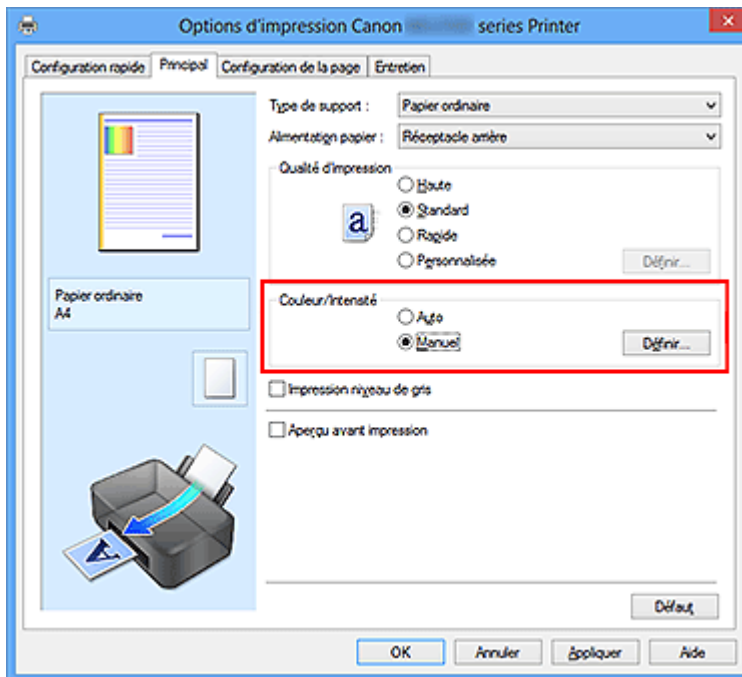 Options d'impression Canon series Printer
Configuration rapide Principal Configuration de la page Entretien
Type de support : Papier ordinaire
Alimentation papier : Réceptacle arrière
Qualité d'impression
Haute
Standard
Rapide
Personnalisée Définir...
Papier ordinaire
A4
Couleur/Intensité
Auto
Manuel Définir...
Impression niveau de gris
Aperçu avant impression
Défaut
OK Annuler Appliquer Aide